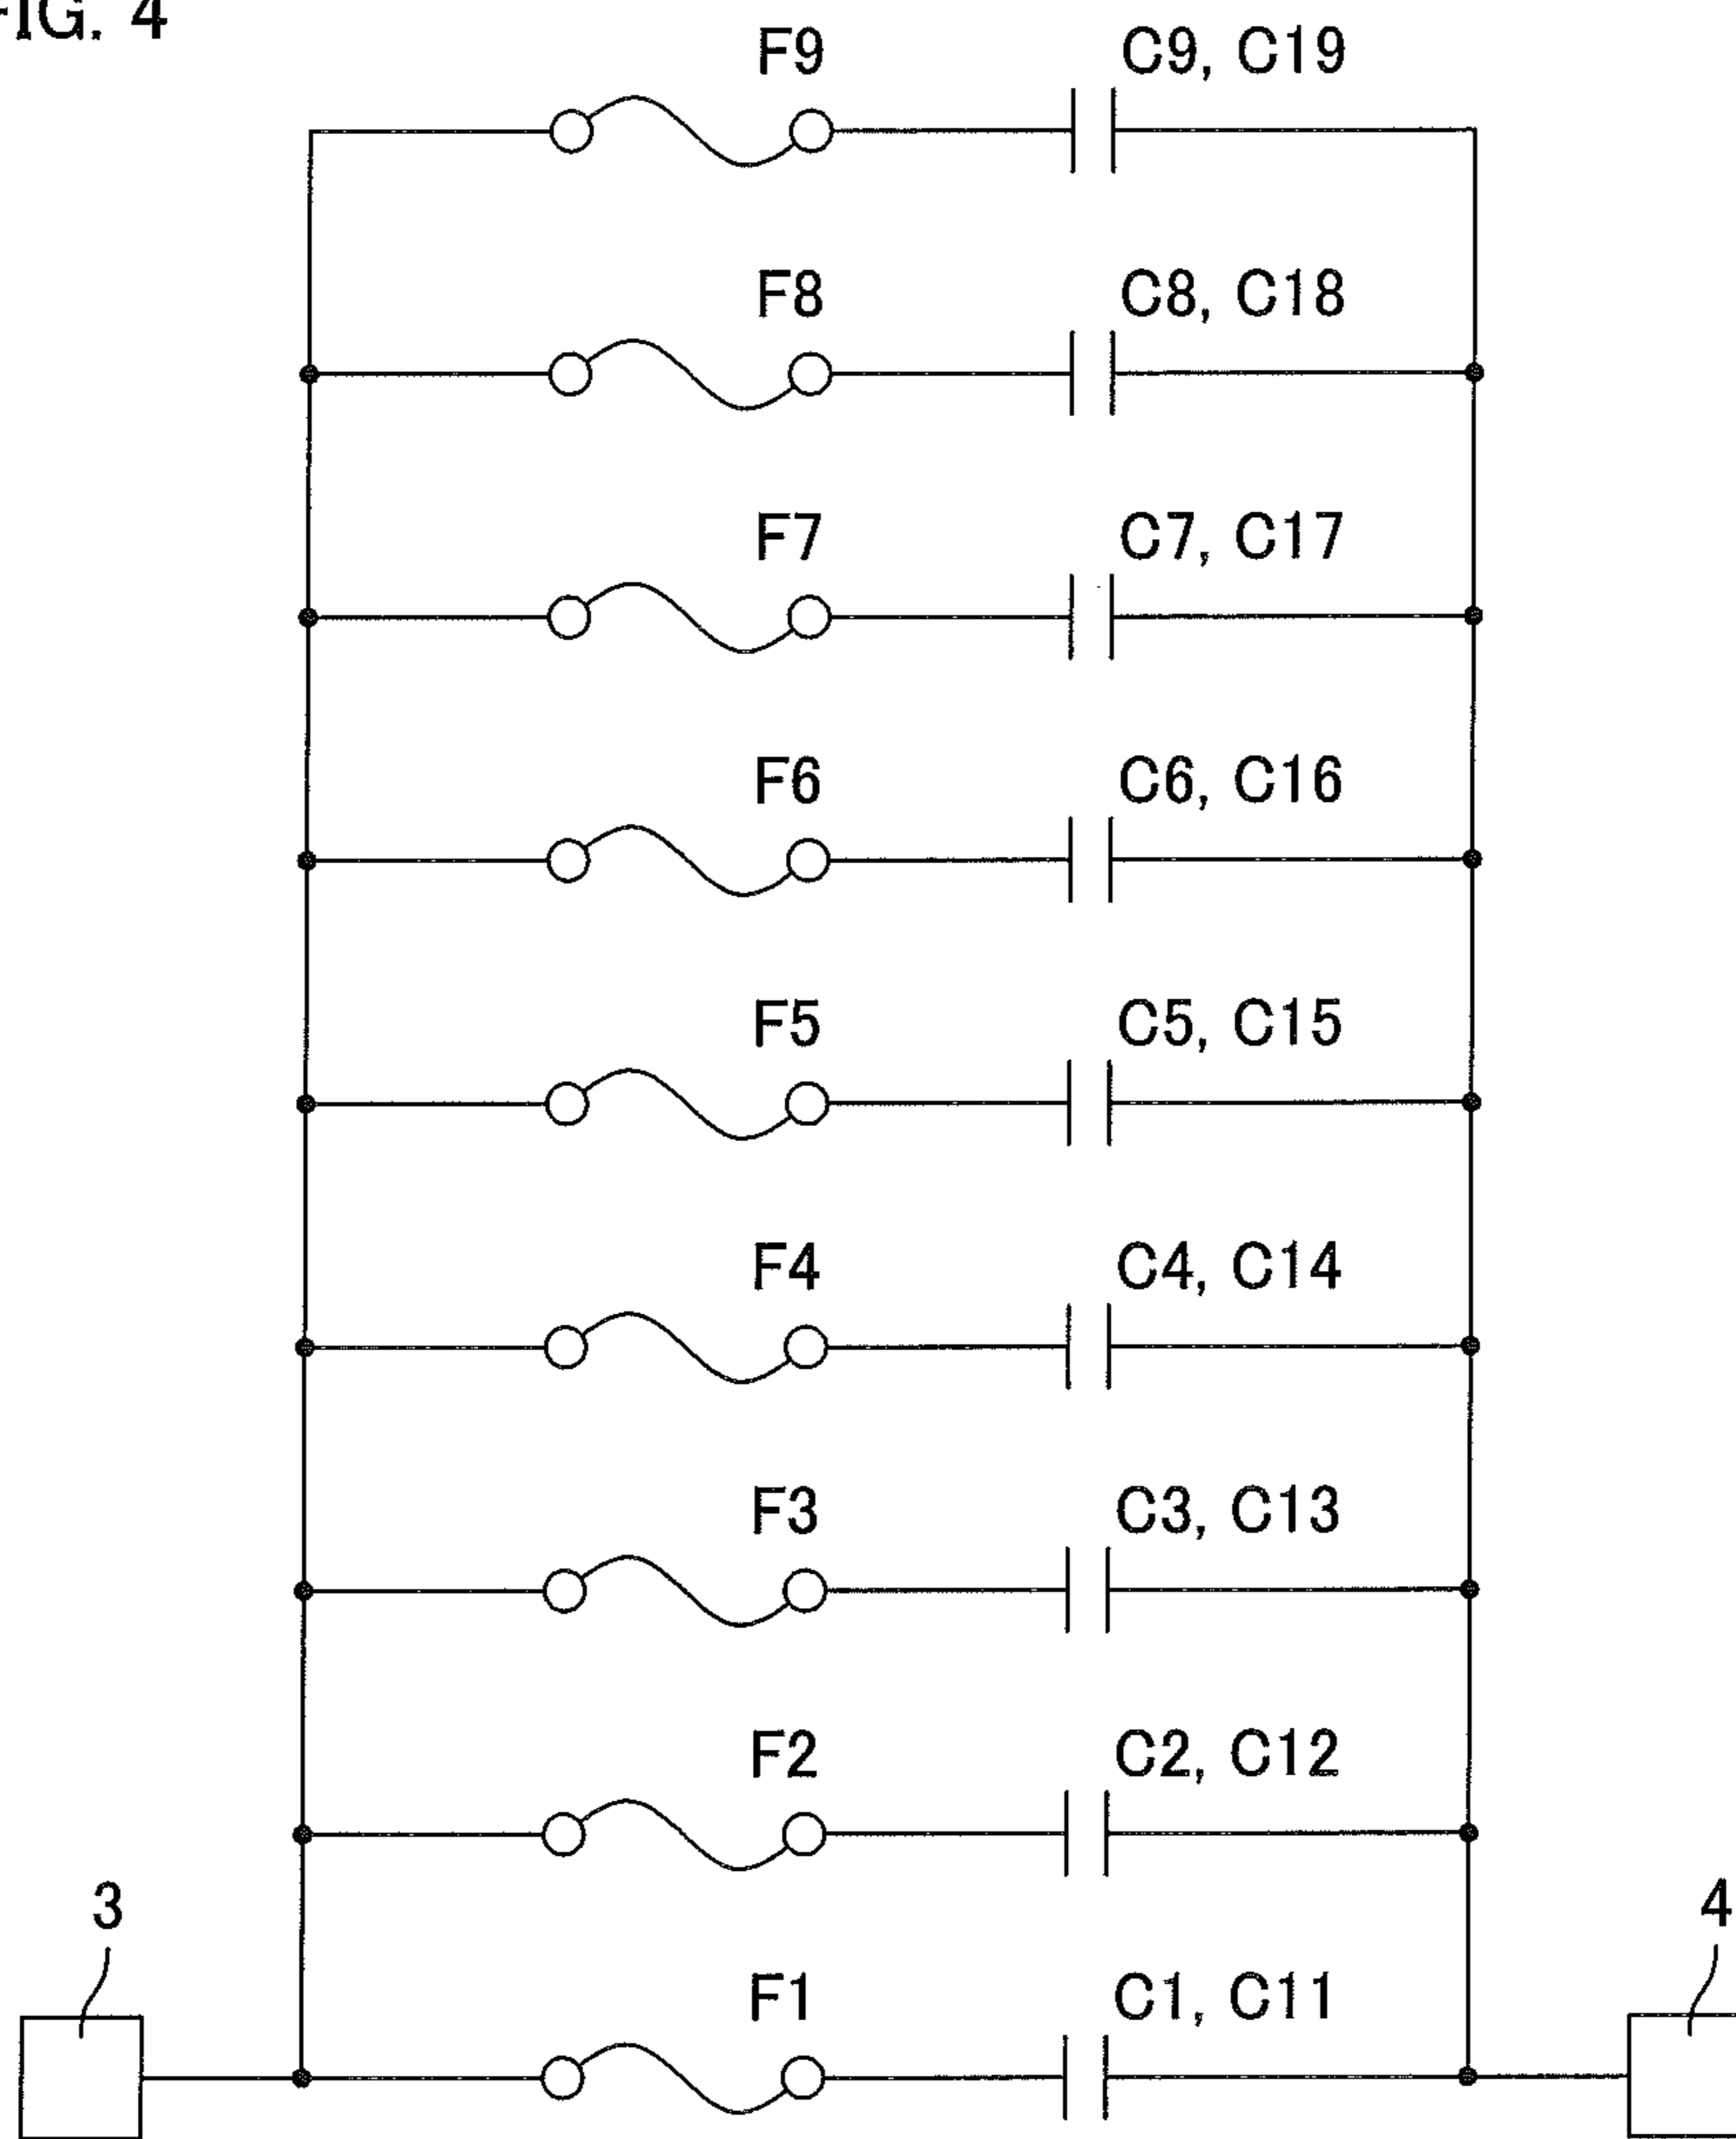 FIG. 4
F9 C9, C19
F8 C8, C18
F7 C7, C17
F6 C6, C16
F5 C5, C15
F4 C4, C14
F3 C3, C13
F2 C2, C12
3 4
F1 C1, C11